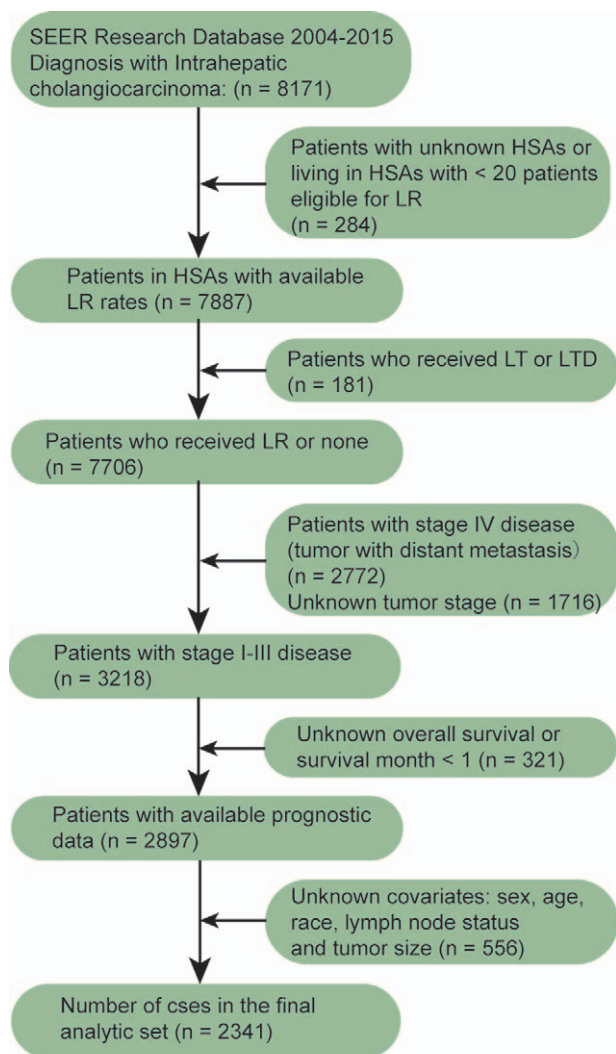 SEER Research Database 2004-2015
Diagnosis with Intrahepatic
cholangiocarcinoma: (n = 8171)
Patients with unknown HSAs or
living in HSAs with < 20 patients
eligible for LR
(n = 284)
Patients in HSAs with available
LR rates (n = 7887)
Patients who received LT or LTD
(n = 181)
Patients who received LR or none
(n = 7706)
Patients with stage IV disease
(tumor with distant metastasis）
(n = 2772)
Unknown tumor stage (n = 1716)
Patients with stage I-III disease
(n = 3218)
Unknown overall survival or
survival month < 1 (n = 321)
Patients with available prognostic
data (n = 2897)
Unknown covariates: sex, age,
race, lymph node status
and tumor size (n = 556)
Number of cses in the final
analytic set (n = 2341)